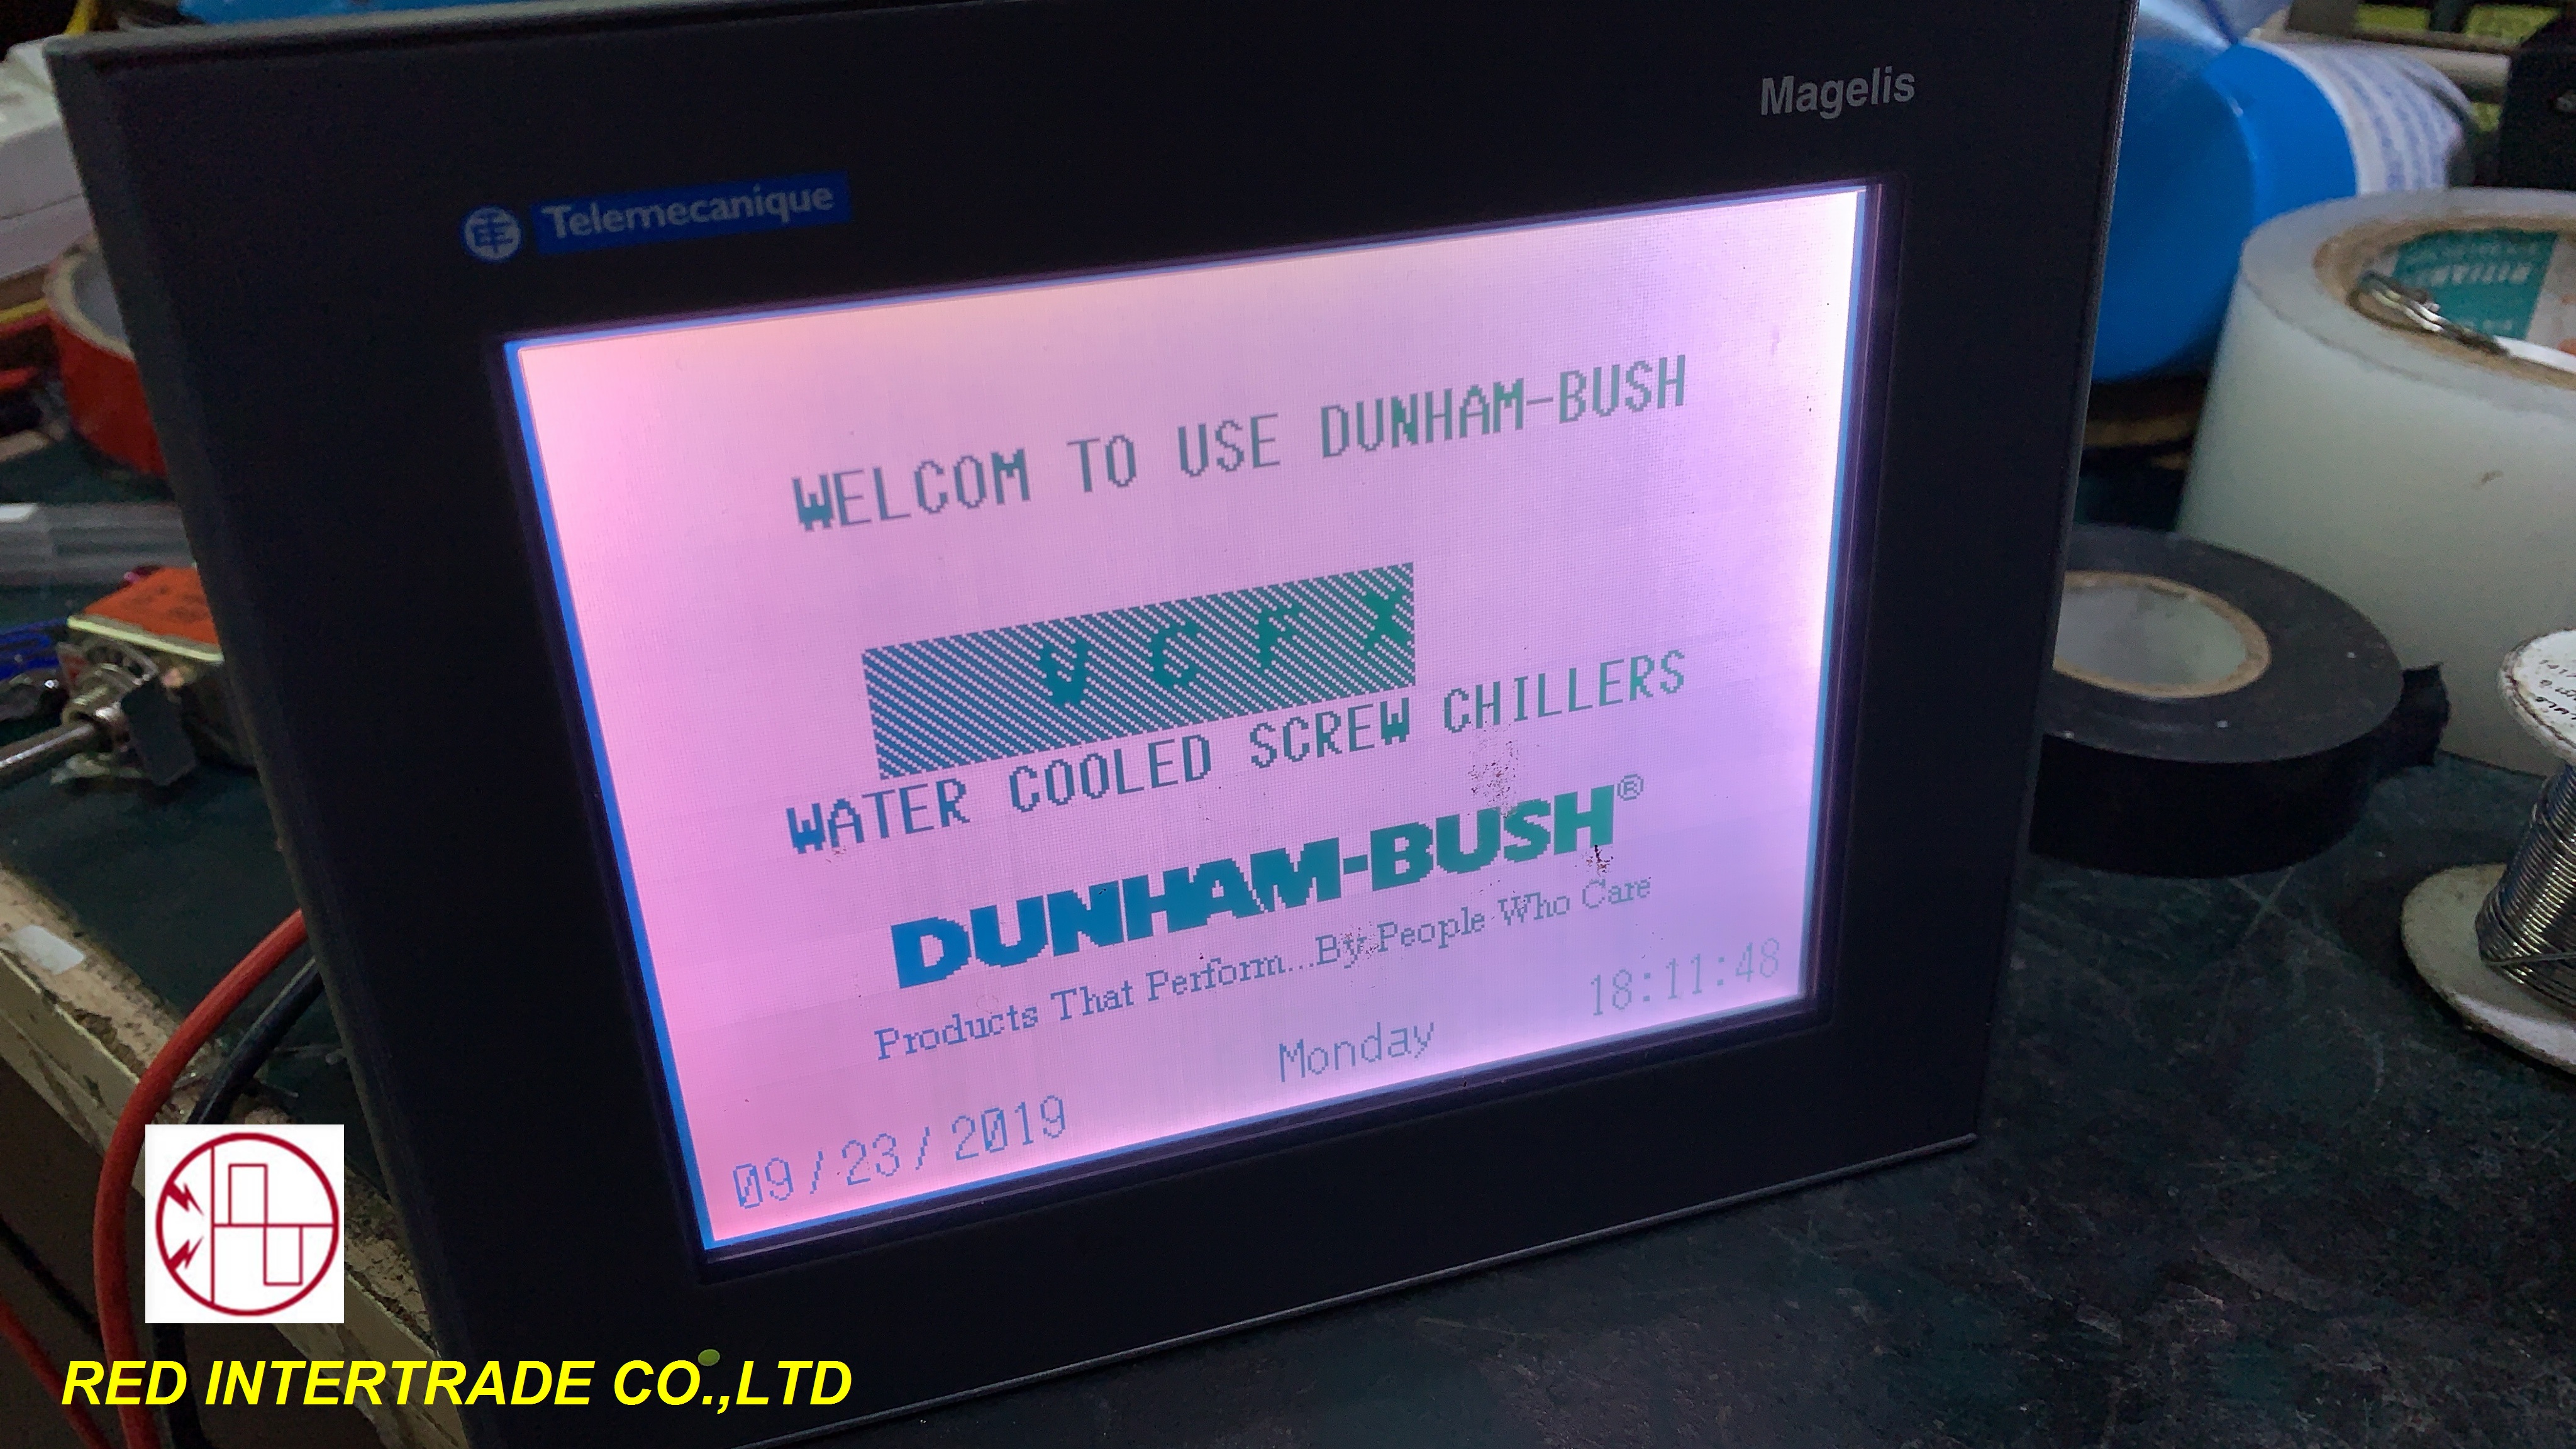 Magelis
Telemecanique
WELCOM TO USE DUNHAM-BUSH
V C F X
WATER COOLED SCREW CHILLERS
DUNHAM-BUSH®
Products That Perform...By People Who Care
18:11:48
Monday
09/23/2019
RED INTERTRADE CO.,LTD